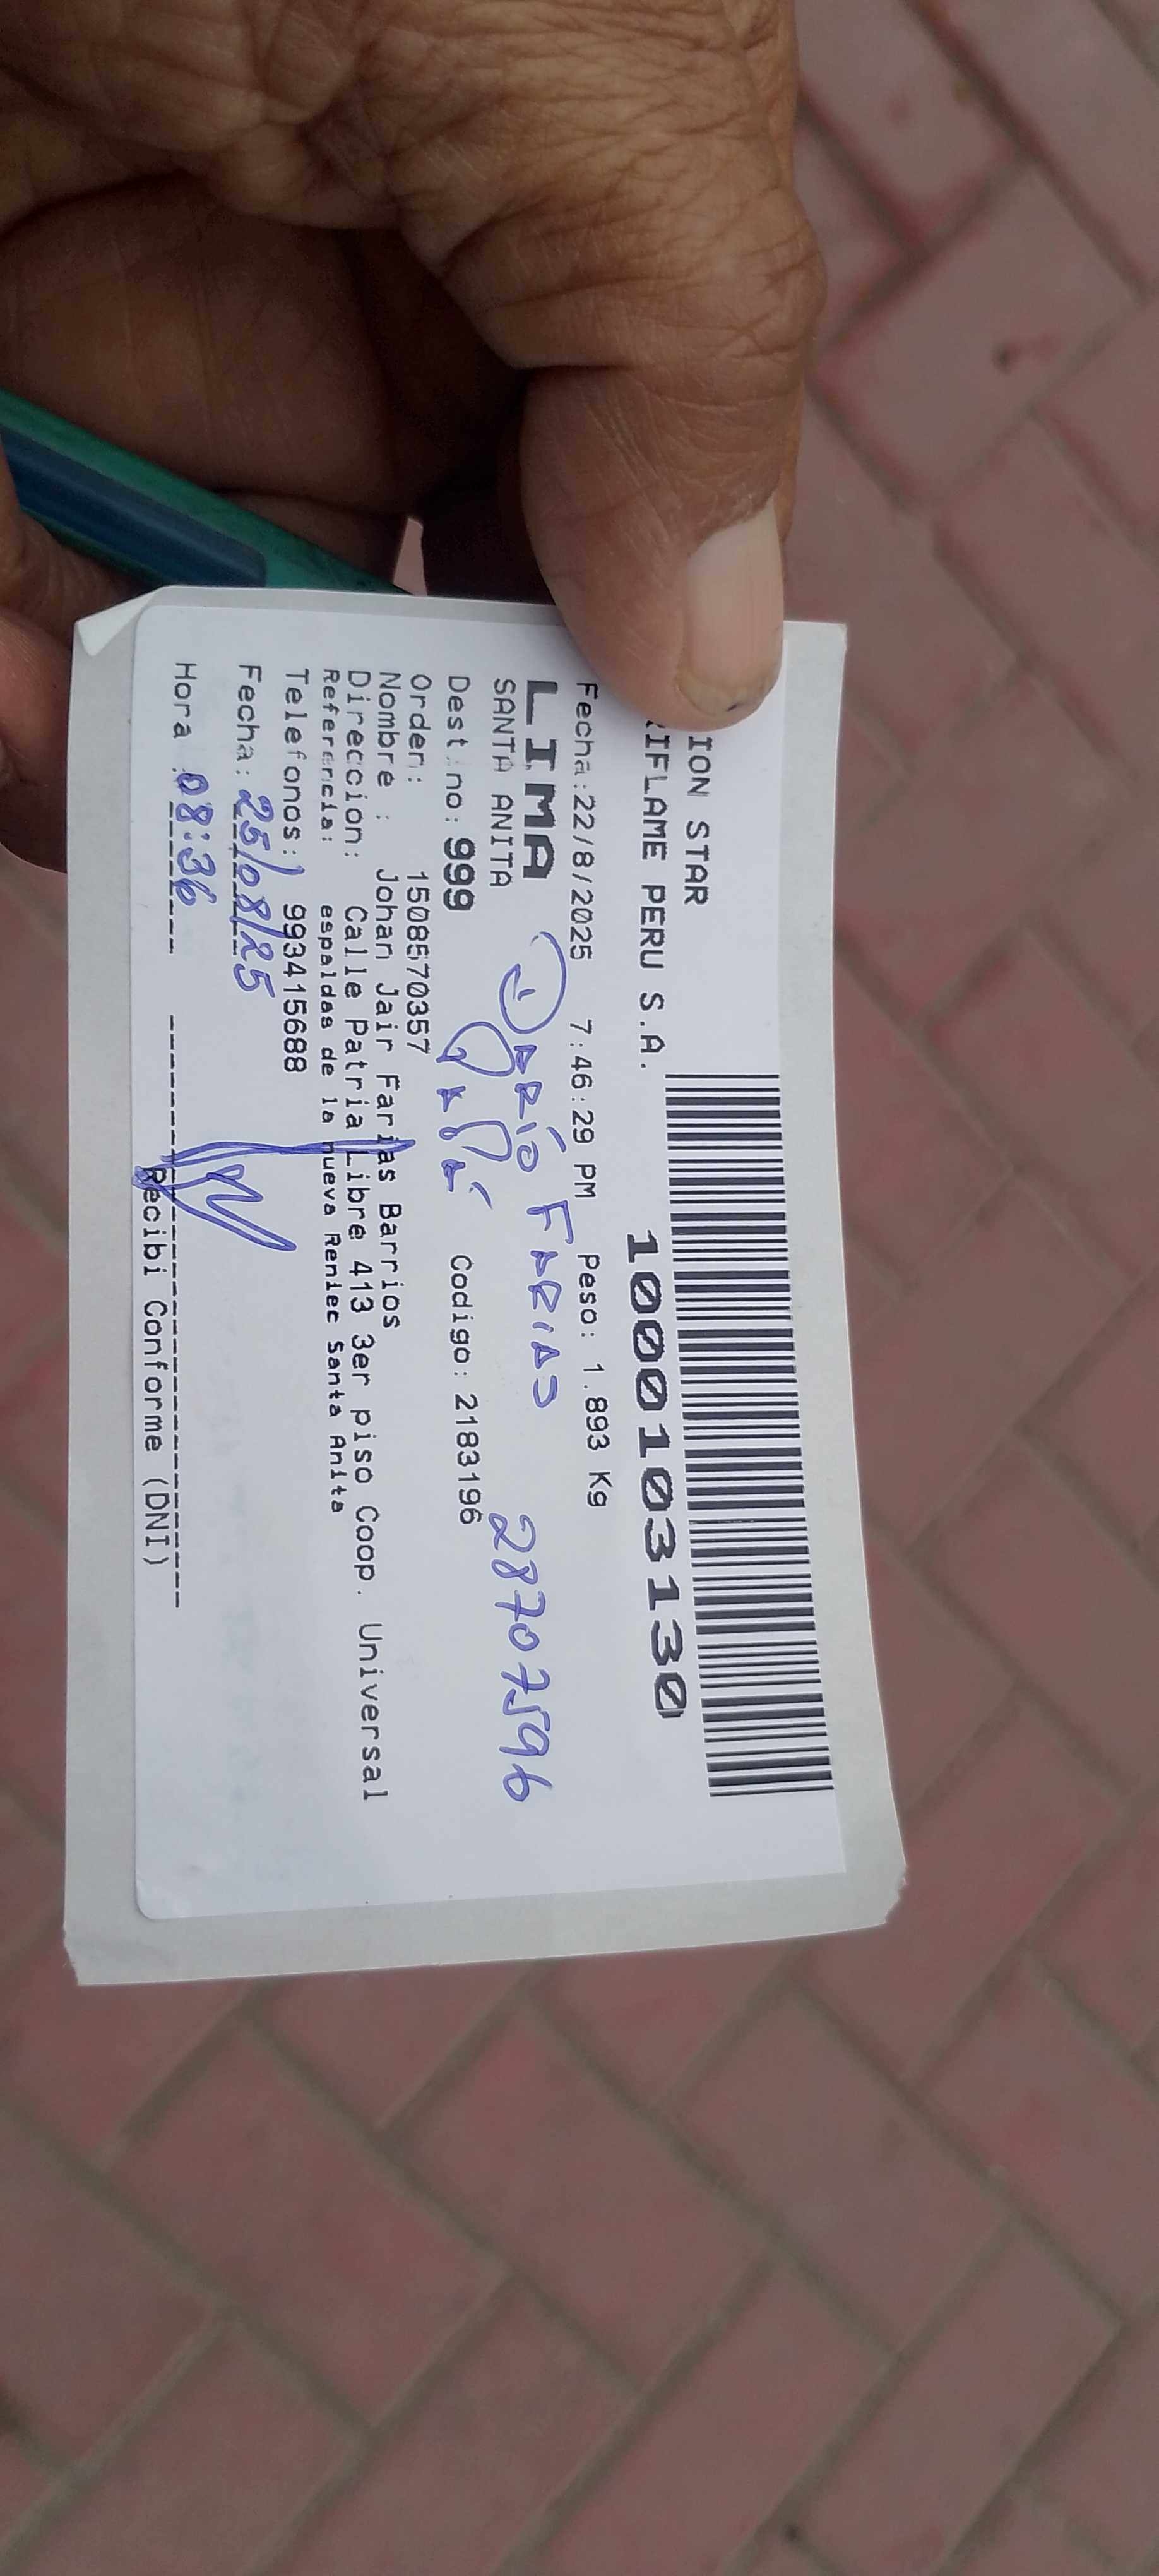 ION STAR
RIFLAME PERU S.A.
1000103130
Fecha:22/8/2025 7:46:29 PM Peso: 1.893 Kg
LIMA DARÍO FARIAS
SANTA ANITA 28707596
Destino: 999 PAPÁ Codigo: 2183196
Orden: 1508570357
Nombre : Johan Jair Farias Barrios
Direccion: Calle Patria Libre 413 3er piso Coop. Universal
Referencia: espaldas de la nueva Reniec Santa Anita
Telefonos: 993415688
Fecha: 25/08/25
Hora : 08:36
Recibi Conforme (DNI)